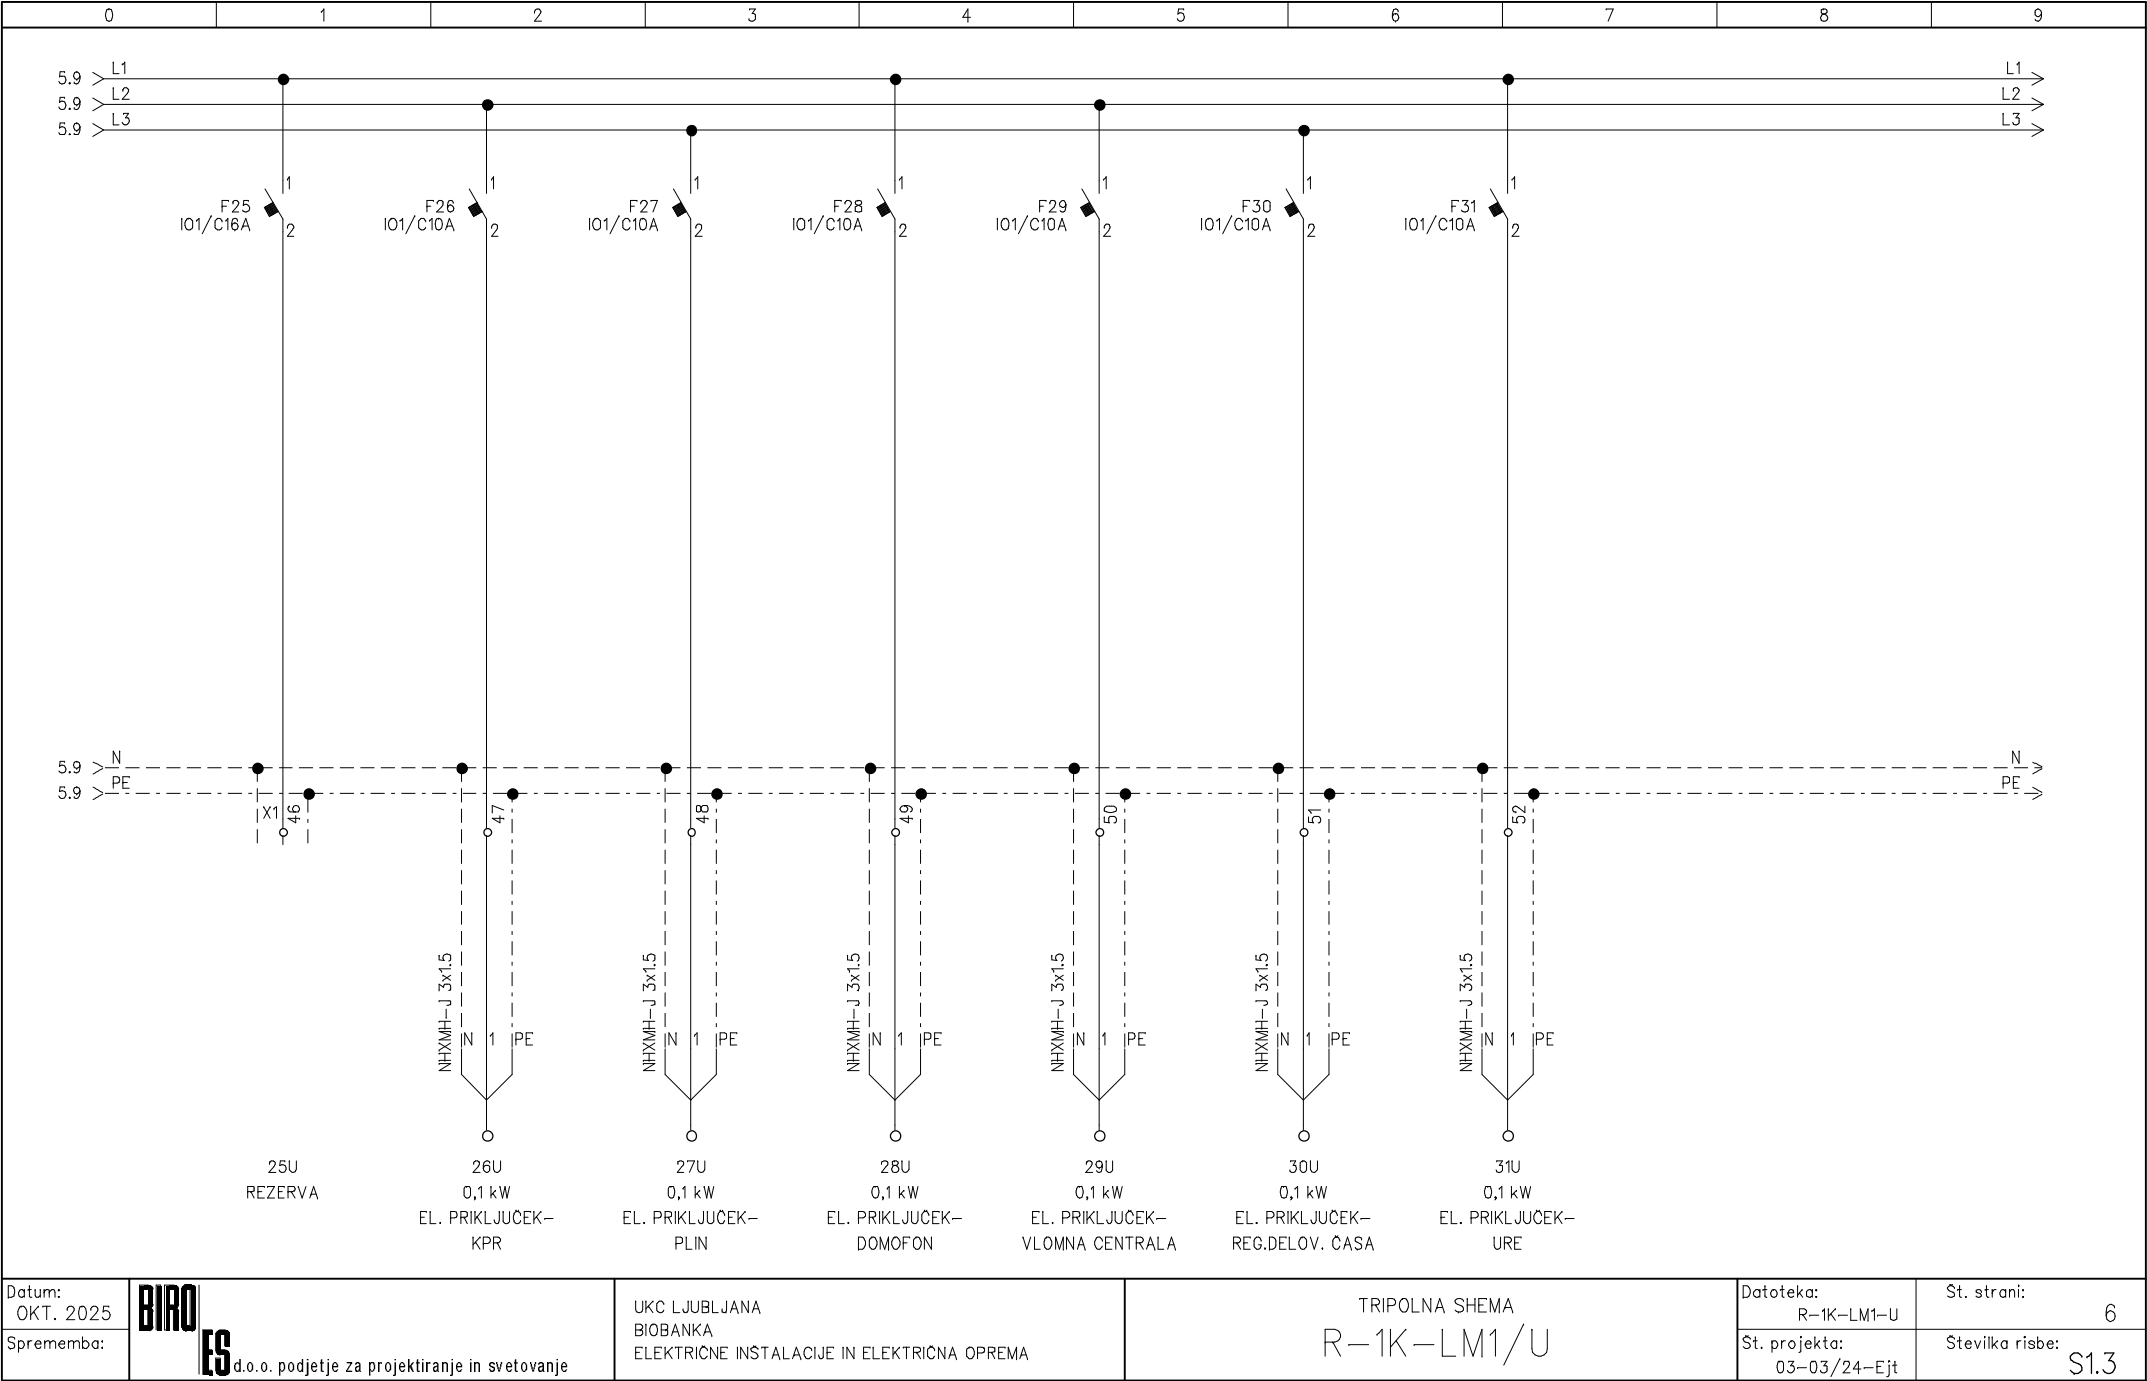 0 1 2 3 4 5 6 7 8 9
5.9 L1 L1
5.9 L2 L2
5.9 L3 L3
1 1 1 1 1 1 1
F25 F26 F27 F28 F29 F30 F31
I01/C16A I01/C10A I01/C10A I01/C10A I01/C10A I01/C10A I01/C10A
2 2 2 2 2 2 2
5.9 N N
5.9 PE PE
X1 46 47 48 49 50 51 52
NHXMH-J 3x1.5 NHXMH-J 3x1.5 NHXMH-J 3x1.5 NHXMH-J 3x1.5 NHXMH-J 3x1.5 NHXMH-J 3x1.5
N 1 PE N 1 PE N 1 PE N 1 PE N 1 PE N 1 PE
25U 26U 27U 28U 29U 30U 31U
REZERVA 0,1 kW 0,1 kW 0,1 kW 0,1 kW 0,1 kW 0,1 kW
EL. PRIKLJUČEK- EL. PRIKLJUČEK- EL. PRIKLJUČEK- EL. PRIKLJUČEK- EL. PRIKLJUČEK- EL. PRIKLJUČEK-
KPR PLIN DOMOFON VLOMNA CENTRALA REG.DELOV. ČASA URE
Datum:
OKT. 2025
Sprememba:
BIRO
ES d.o.o. podjetje za projektiranje in svetovanje
UKC LJUBLJANA
BIOBANKA
ELEKTRIČNE INŠTALACIJE IN ELEKTRIČNA OPREMA
TRIPOLNA SHEMA
R-1K-LM1/U
Datoteka:
R-1K-LM1-U
Št. projekta:
03-03/24-Ejt
Št. strani:
6
Številka risbe:
S1.3